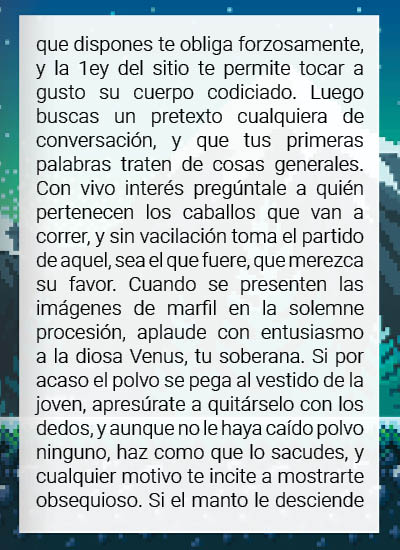 que dispones te obliga forzosamente,
y la 1ey del sitio te permite tocar a
gusto su cuerpo codiciado. Luego
buscas un pretexto cualquiera de
conversación, y que tus primeras
palabras traten de cosas generales.
Con vivo interés pregúntale a quién
pertenecen los caballos que van a
correr, y sin vacilación toma el partido
de aquel, sea el que fuere, que merezca
su favor. Cuando se presenten las
imágenes de marfil en la solemne
procesión, aplaude con entusiasmo
a la diosa Venus, tu soberana. Si por
acaso el polvo se pega al vestido de la
joven, apresúrate a quitárselo con los
dedos, y aunque no le haya caído polvo
ninguno, haz como que lo sacudes, y
cualquier motivo te incite a mostrarte
obsequioso. Si el manto le desciende